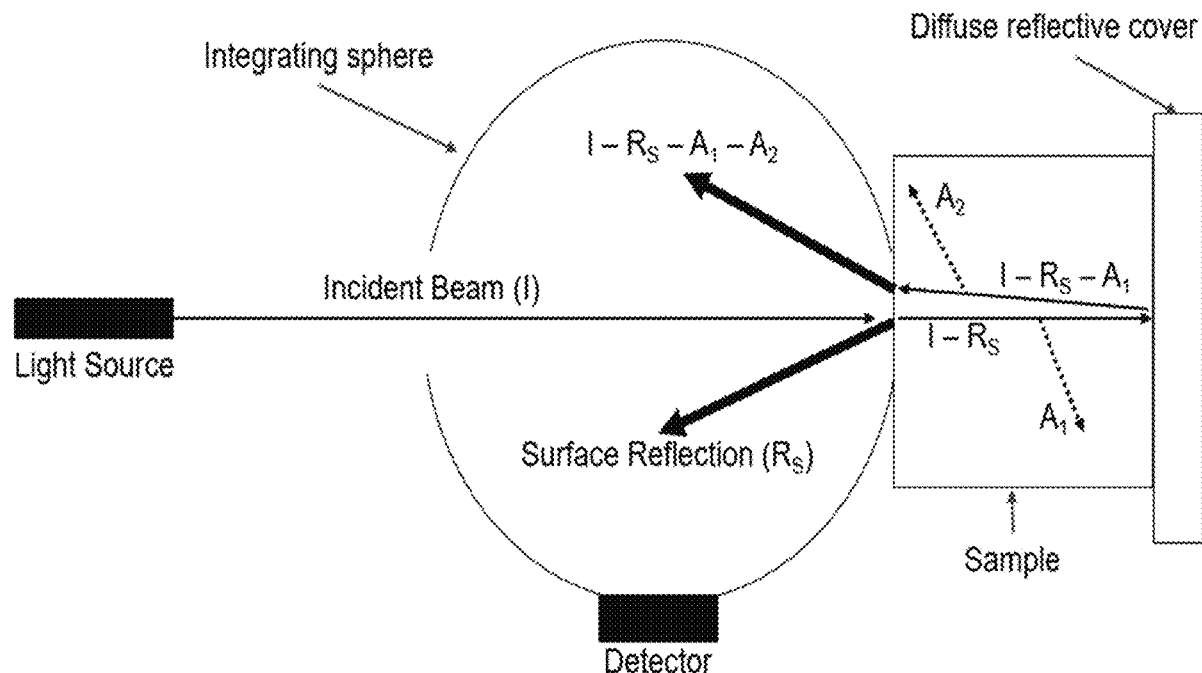 Diffuse reflective cover
Integrating sphere
I – R_S – A_1 – A_2
A_2
I – R_S – A_1
Incident Beam (I)
I – R_S
Light Source
A_1
Surface Reflection (R_S)
Sample
Detector